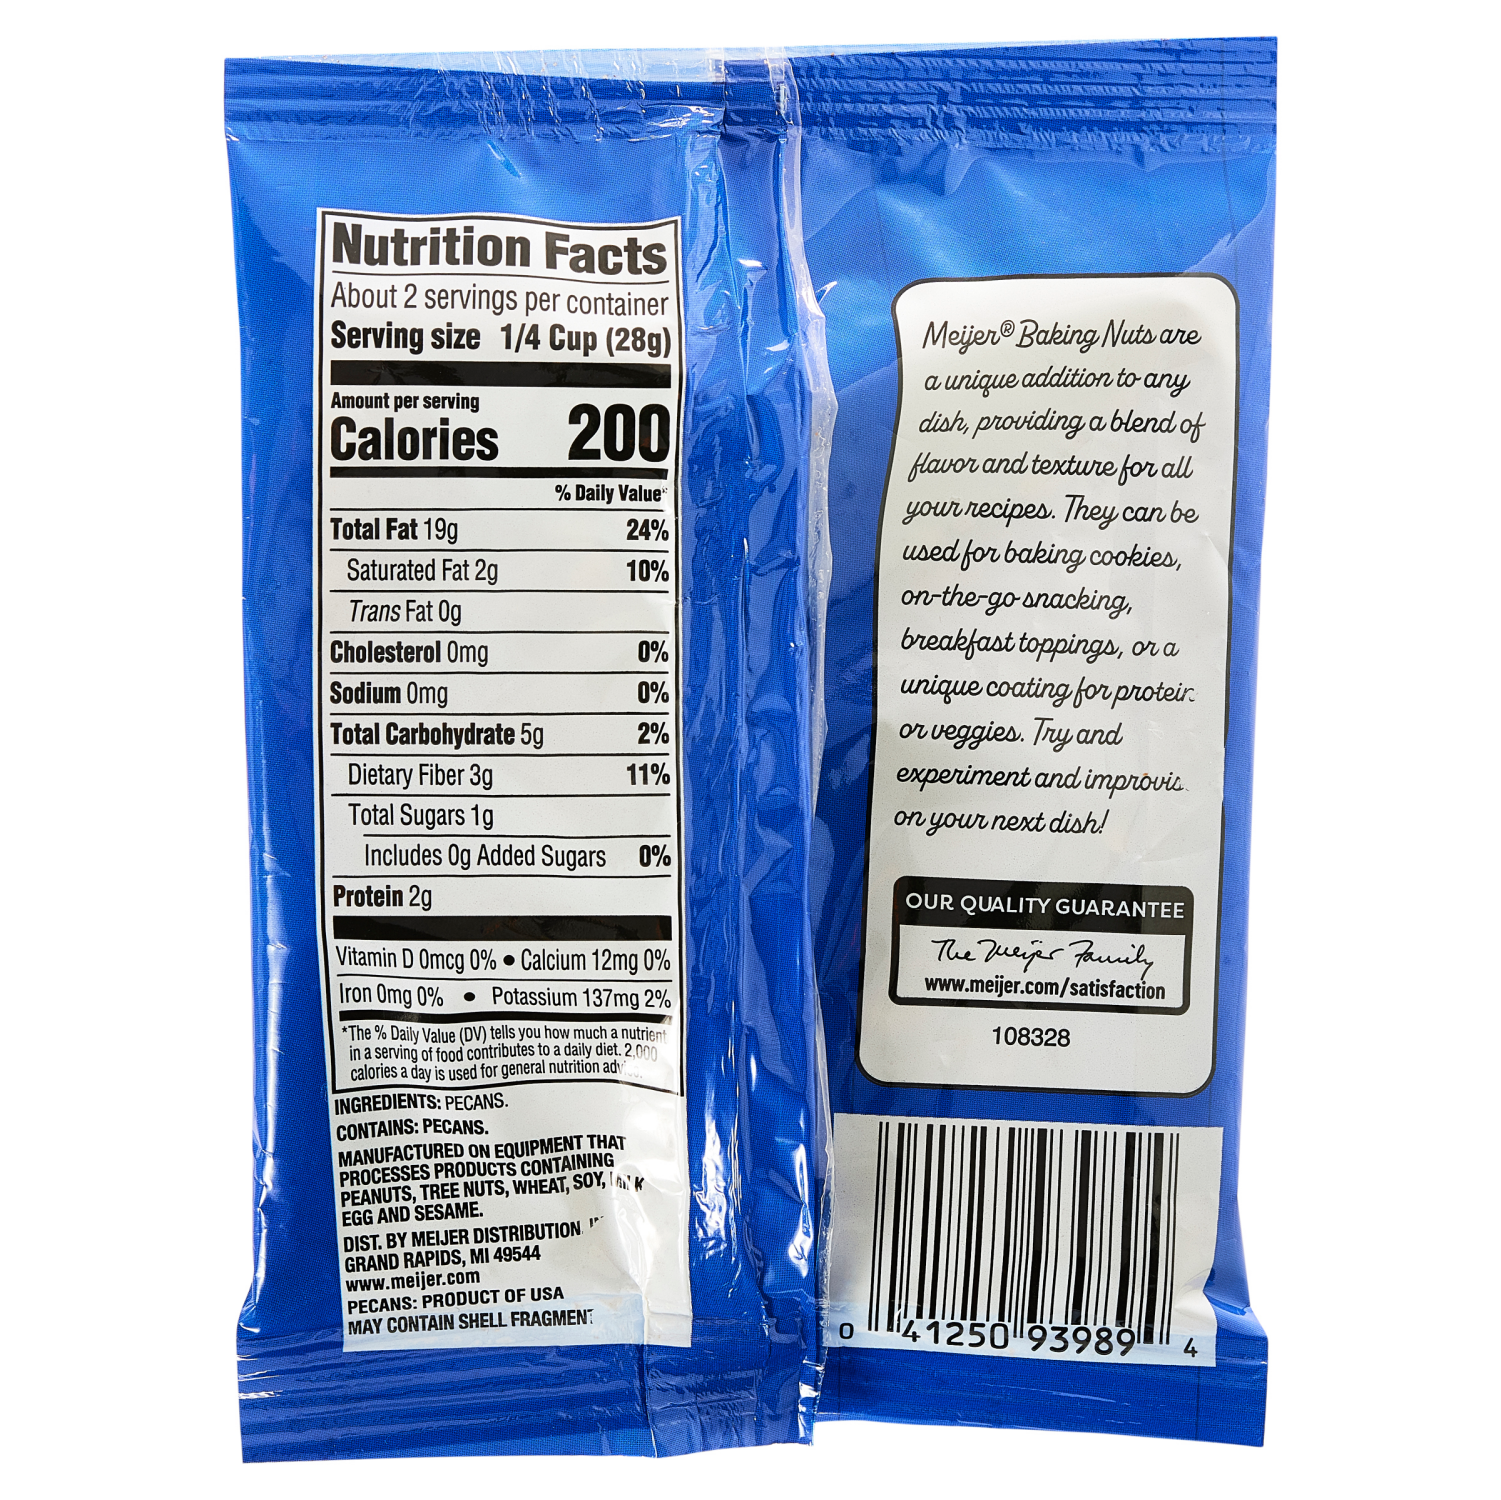 Nutrition Facts
About 2 servings per container
Serving size 1/4 Cup (28g)
Amount per serving
Calories 200
% Daily Value*
Total Fat 19g 24%
Saturated Fat 2g 10%
Trans Fat 0g
Cholesterol 0mg 0%
Sodium 0mg 0%
Total Carbohydrate 5g 2%
Dietary Fiber 3g 11%
Total Sugars 1g
Includes 0g Added Sugars 0%
Protein 2g
Vitamin D 0mcg 0% • Calcium 12mg 0%
Iron 0mg 0% • Potassium 137mg 2%
*The % Daily Value (DV) tells you how much a nutrient
in a serving of food contributes to a daily diet. 2,000
calories a day is used for general nutrition
INGREDIENTS: PECANS.
CONTAINS: PECANS.
MANUFACTURED ON EQUIPMENT THAT
PROCESSES PRODUCTS CONTAINING
PEANUTS, TREE NUTS, WHEAT, SOY,
EGG AND SESAME.
DIST. BY MEIJER DISTRIBUTION,
GRAND RAPIDS, MI 49544
www.meijer.com
PECANS: PRODUCT OF USA
MAY CONTAIN SHELL FRAGMENT
Meijer® Baking Nuts are
a unique addition to any
dish, providing a blend of
flavor and texture for all
your recipes. They can be
used for baking cookies,
on-the-go snacking,
breakfast toppings, or a
unique coating for protein
or veggies. Try and
experiment and
on your next dish!
OUR QUALITY GUARANTEE
The Meijer Family
www.meijer.com/satisfaction
108328
0 41250 93989 4